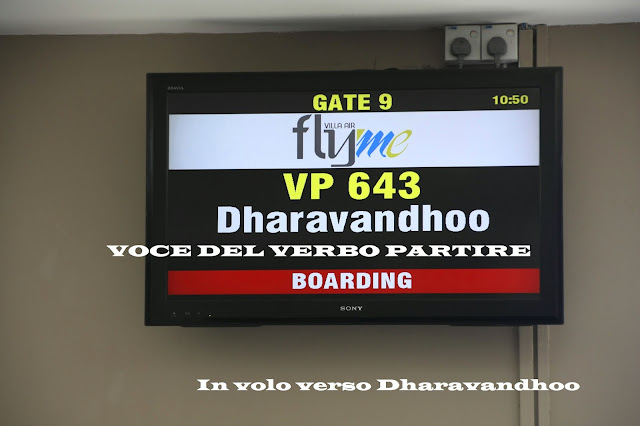 BRAVIA
GATE 9 10:50
VILLA AIR
flyme
VP 643
Dharavandhoo
VOCE DEL VERBO PARTIRE
BOARDING
SONY
In volo verso Dharavandhoo